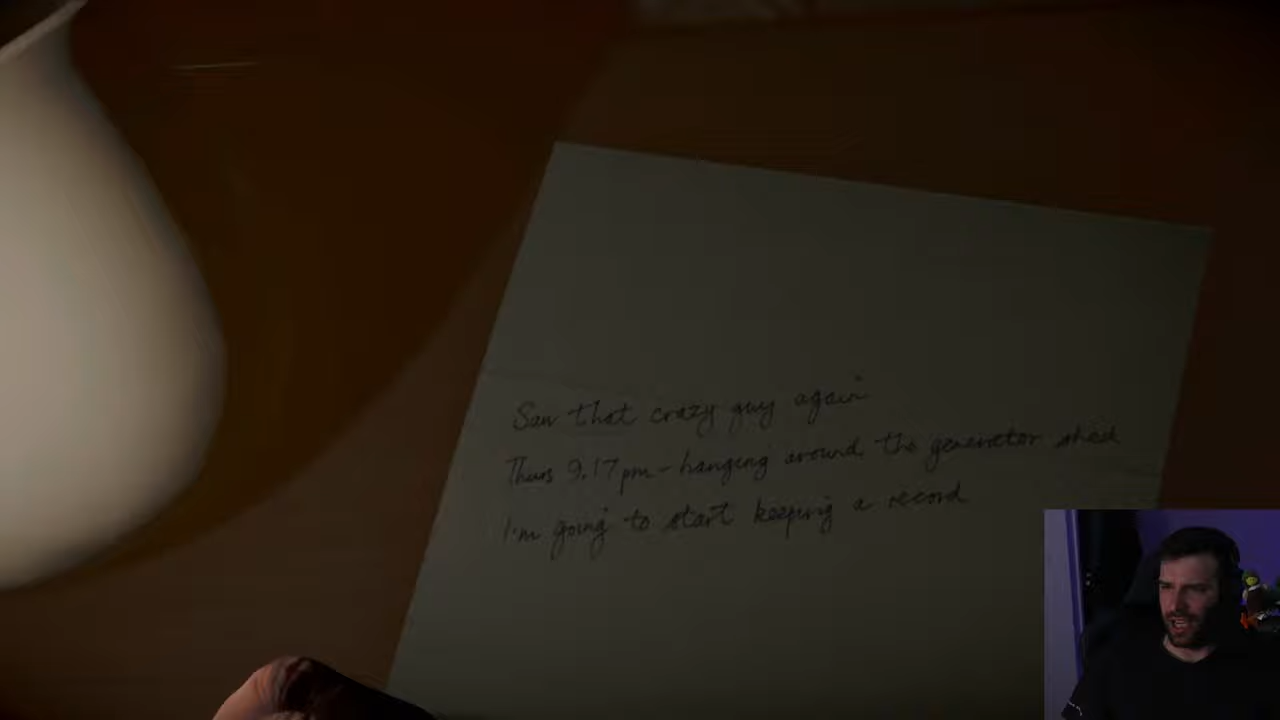 Saw that crazy guy again
Thurs 9.17pm - hanging around the generator shed
I'm going to start keeping a record